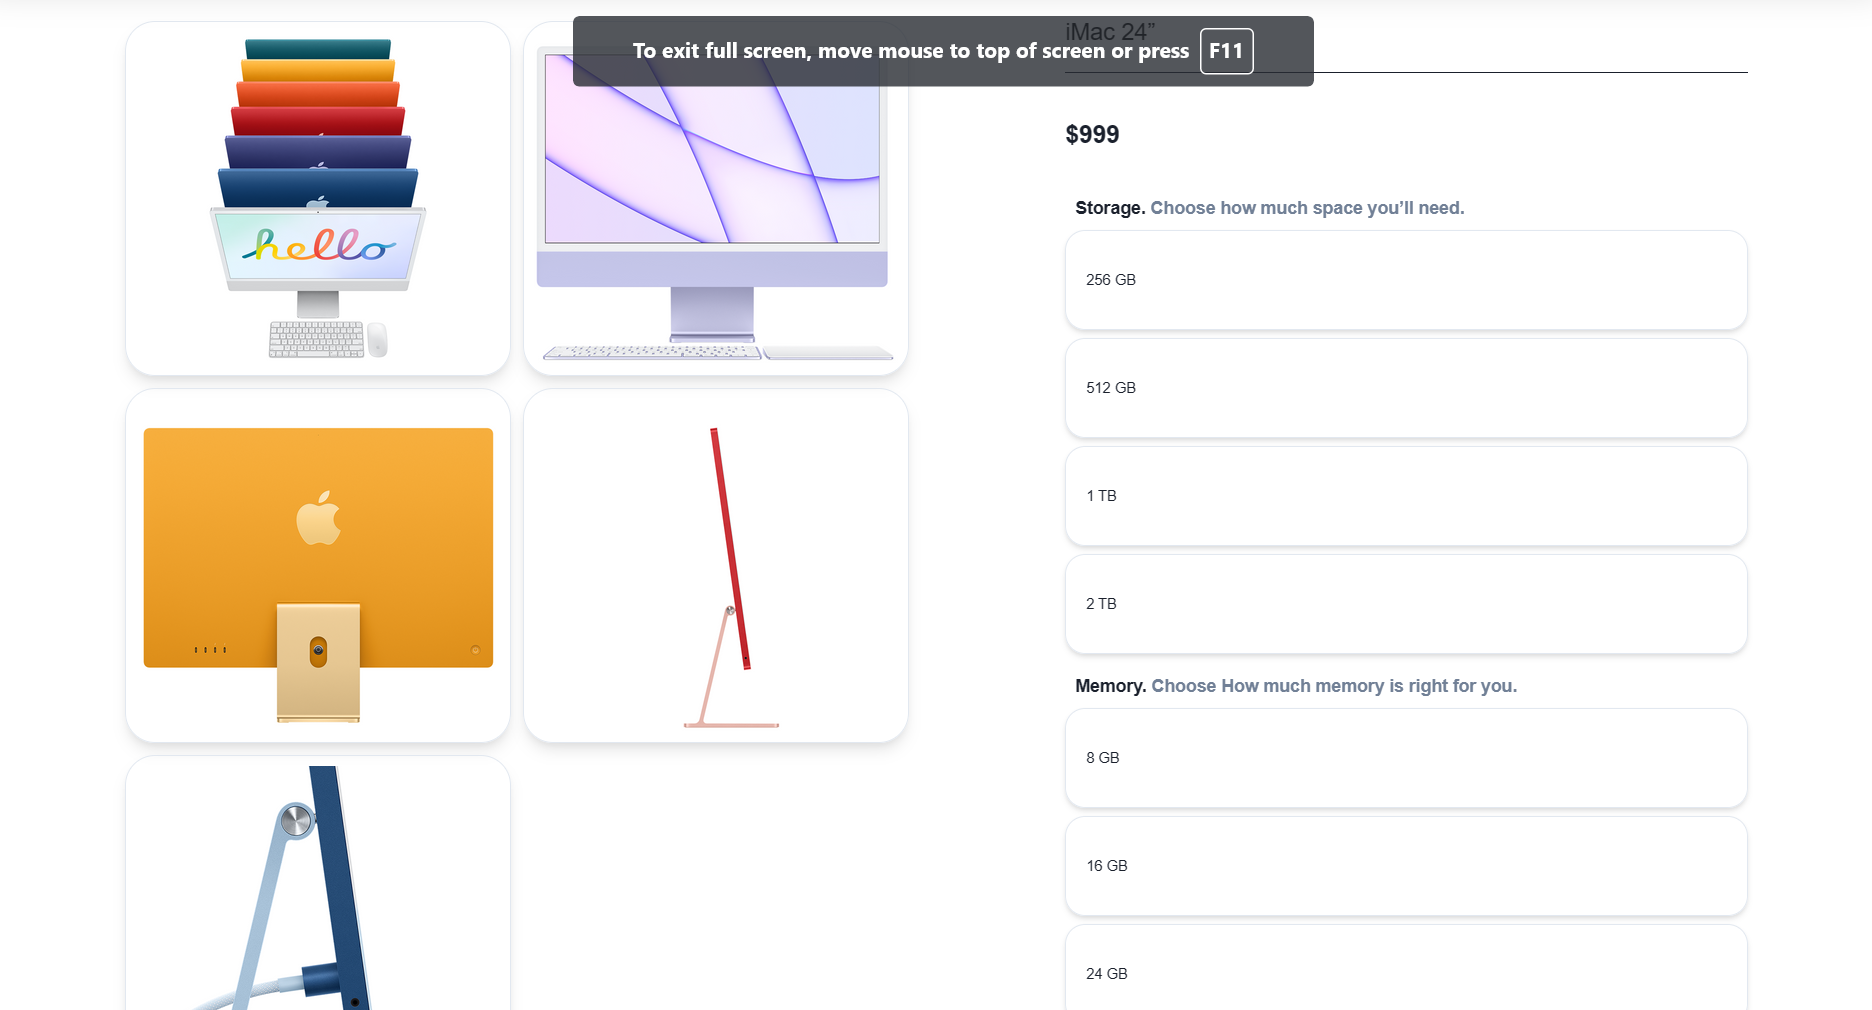 iMac 24”
To exit full screen, move mouse to top of screen or press F11
hello
$999
Storage. Choose how much space you’ll need.
256 GB
512 GB
1 TB
2 TB
Memory. Choose How much memory is right for you.
8 GB
16 GB
24 GB